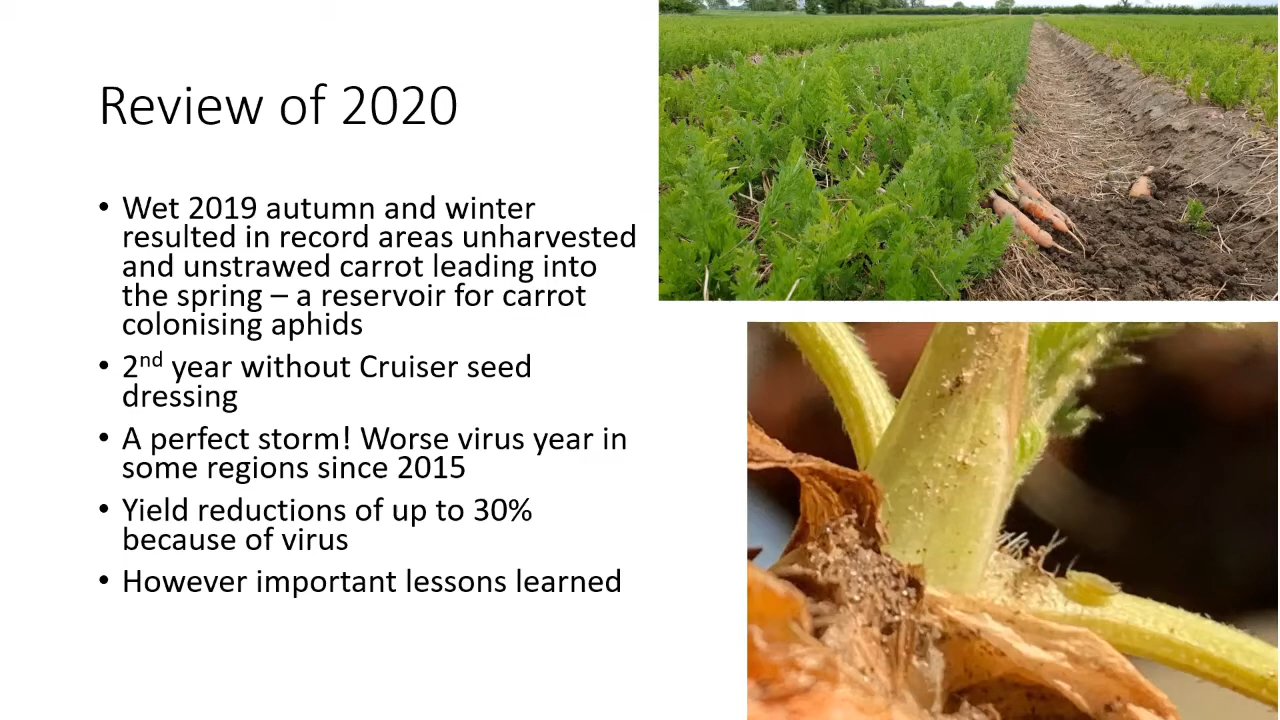 Review of 2020
• Wet 2019 autumn and winter
resulted in record areas unharvested
and unstrawed carrot leading into
the spring – a reservoir for carrot
colonising aphids
• 2nd year without Cruiser seed
dressing
• A perfect storm! Worse virus year in
some regions since 2015
• Yield reductions of up to 30%
because of virus
• However important lessons learned